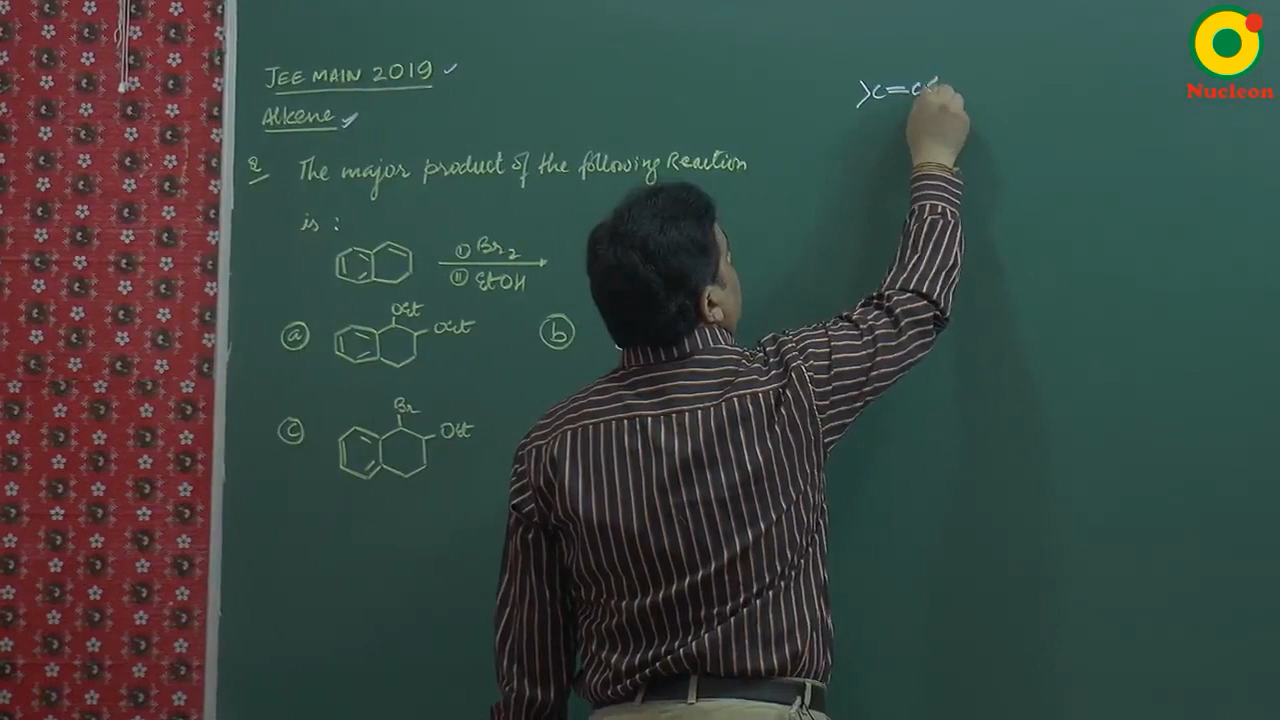 Nucleon
JEE MAIN 2019
Alkene
Q The major product of the following Reaction
is :
(i) Br2
(ii) EtOH
(a) OEt OEt
(b)
(c) Br OEt
>C=C<